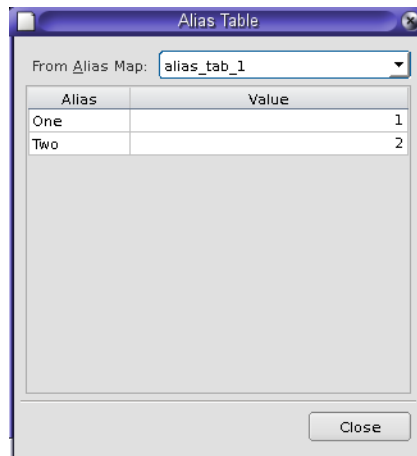 Alias Table
From Alias Map: alias_tab_1
Alias Value
One 1
Two 2
Close